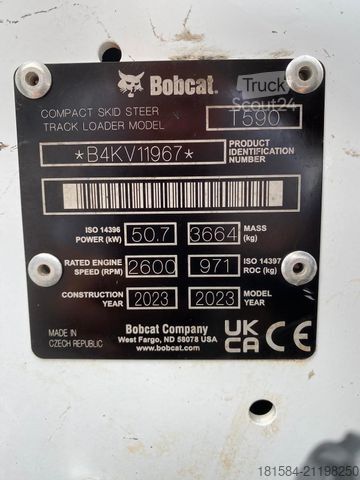 Bobcat.
Truck
Scout24
COMPACT SKID STEER
TRACK LOADER MODEL
T590
*B4KV11967*
PRODUCT
IDENTIFICATION
NUMBER
ISO 14396
POWER (kW)
50.7
3664
MASS
(kg)
RATED ENGINE
SPEED (RPM)
2600
971
ISO 14397
ROC (kg)
CONSTRUCTION
YEAR
2023
2023
MODEL
YEAR
MADE IN
CZECH REPUBLIC
Bobcat Company
West Fargo, ND 58078 USA
www.bobcat.com
UK
CA
CE
181584-21198250